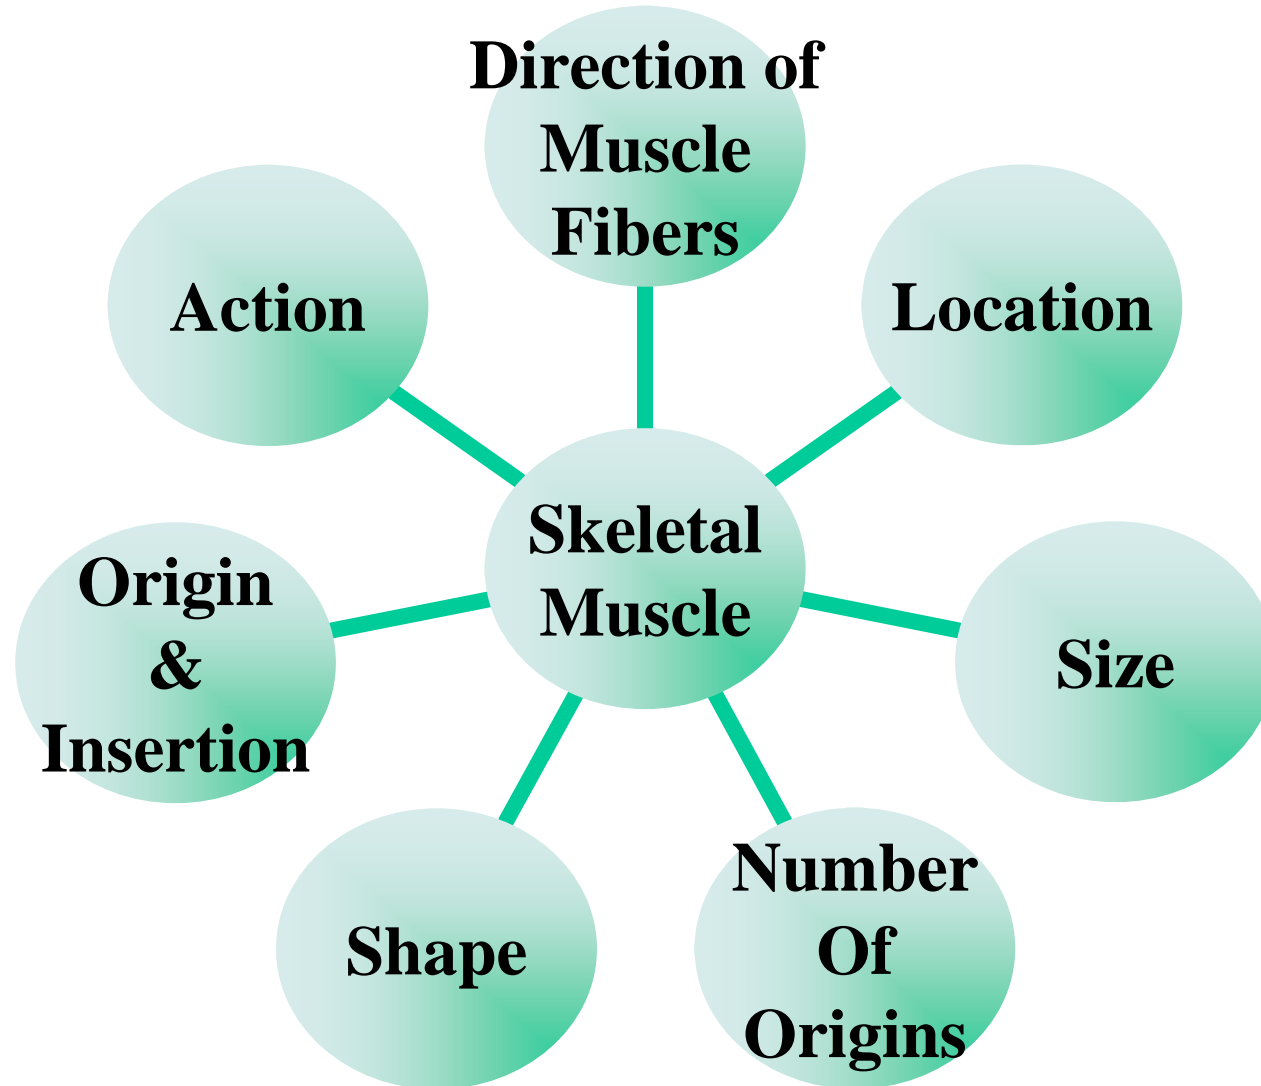 Direction of
Muscle
Fibers
Action
Location
Skeletal
Muscle
Origin
&
Insertion
Size
Shape
Number
Of
Origins